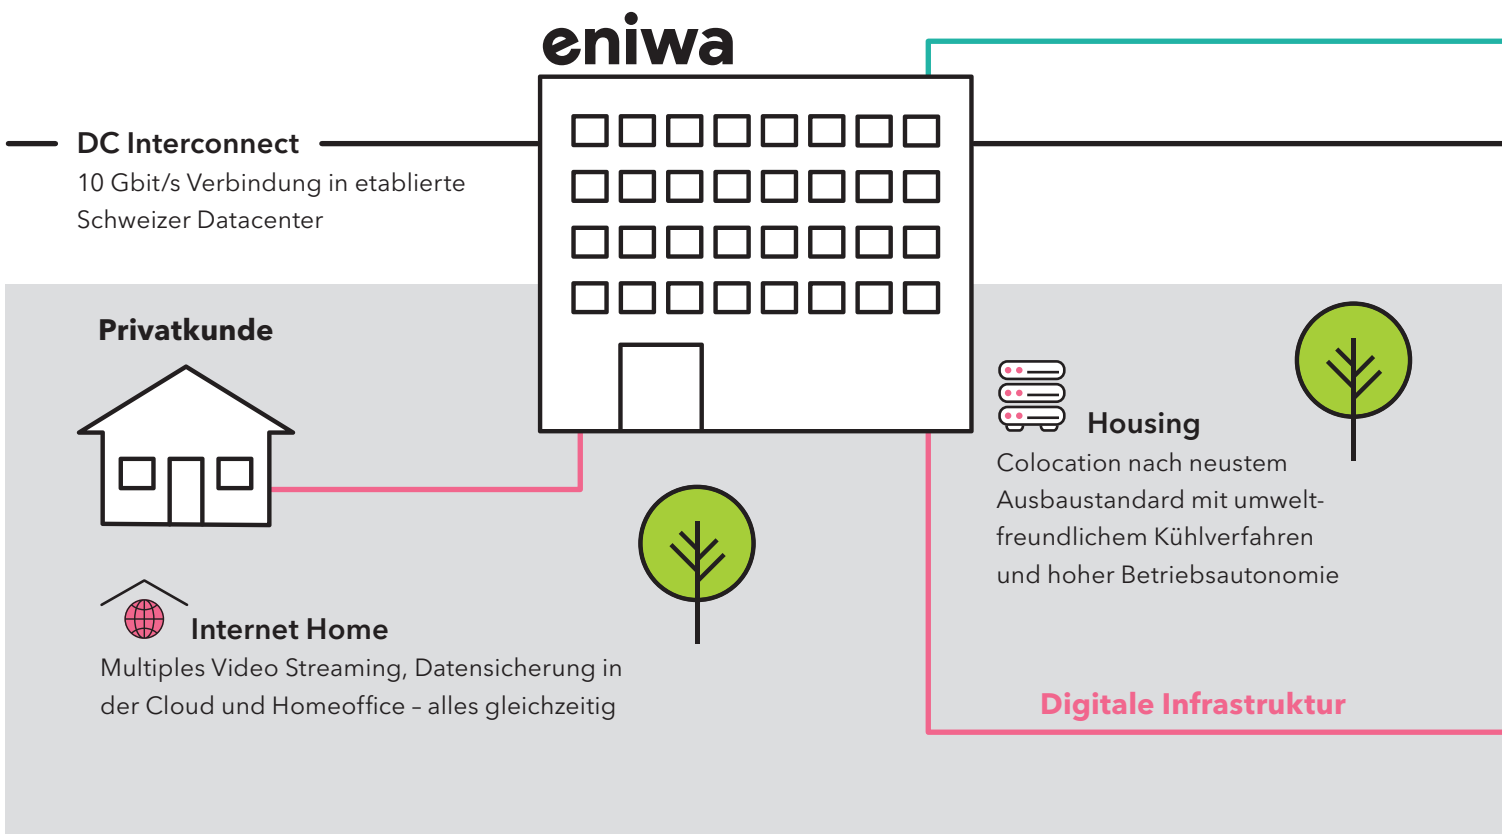 eniwa
DC Interconnect
10 Gbit/s Verbindung in etablierte
Schweizer Datacenter
Privatkunde
Housing
Colocation nach neustem
Ausbaustandard mit umwelt-
freundlichem Kühlverfahren
und hoher Betriebsautonomie
Internet Home
Multiples Video Streaming, Datensicherung in
der Cloud und Homeoffice – alles gleichzeitig
Digitale Infrastruktur